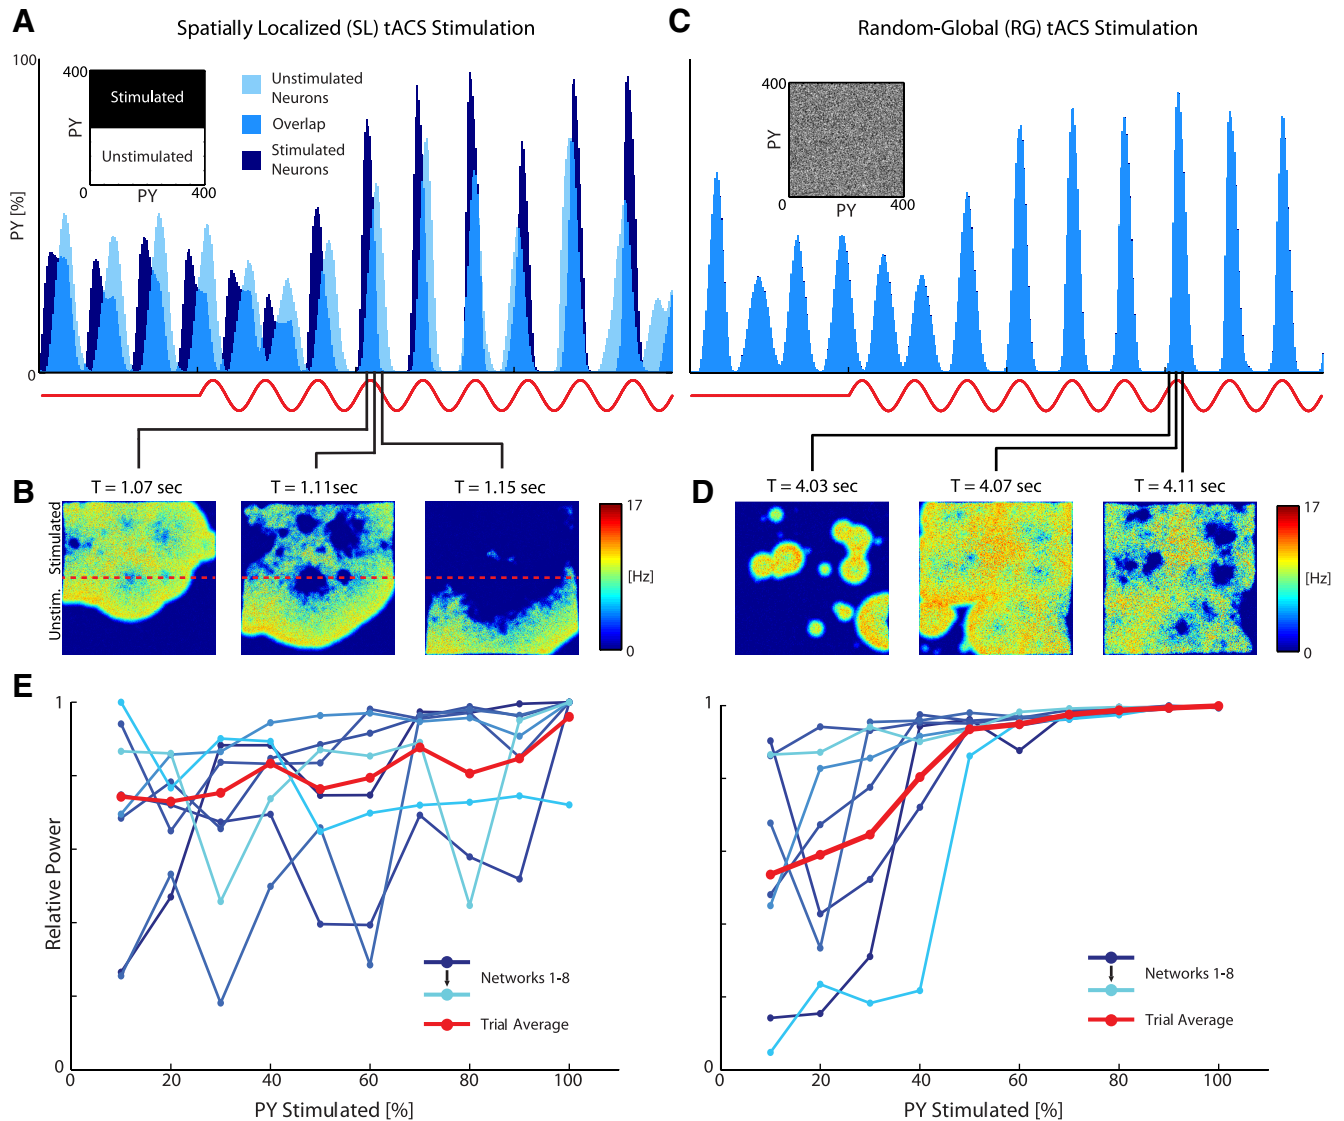 A
Spatially Localized (SL) tACS Stimulation
C
Random-Global (RG) tACS Stimulation
100
PY [%]
0
400
PY
Stimulated
Unstimulated
0
PY
400
Unstimulated
Neurons
Overlap
Stimulated
Neurons
400
PY
0
PY
400
B
T = 1.07 sec
T = 1.11sec
T = 1.15 sec
Stimulated
Unstim.
17
[Hz]
0
D
T = 4.03 sec
T = 4.07 sec
T = 4.11 sec
17
[Hz]
0
E
1
Relative Power
0
0
20
40
60
80
100
PY Stimulated [%]
Networks 1-8
Trial Average
1
0
0
20
40
60
80
100
PY Stimulated [%]
Networks 1-8
Trial Average